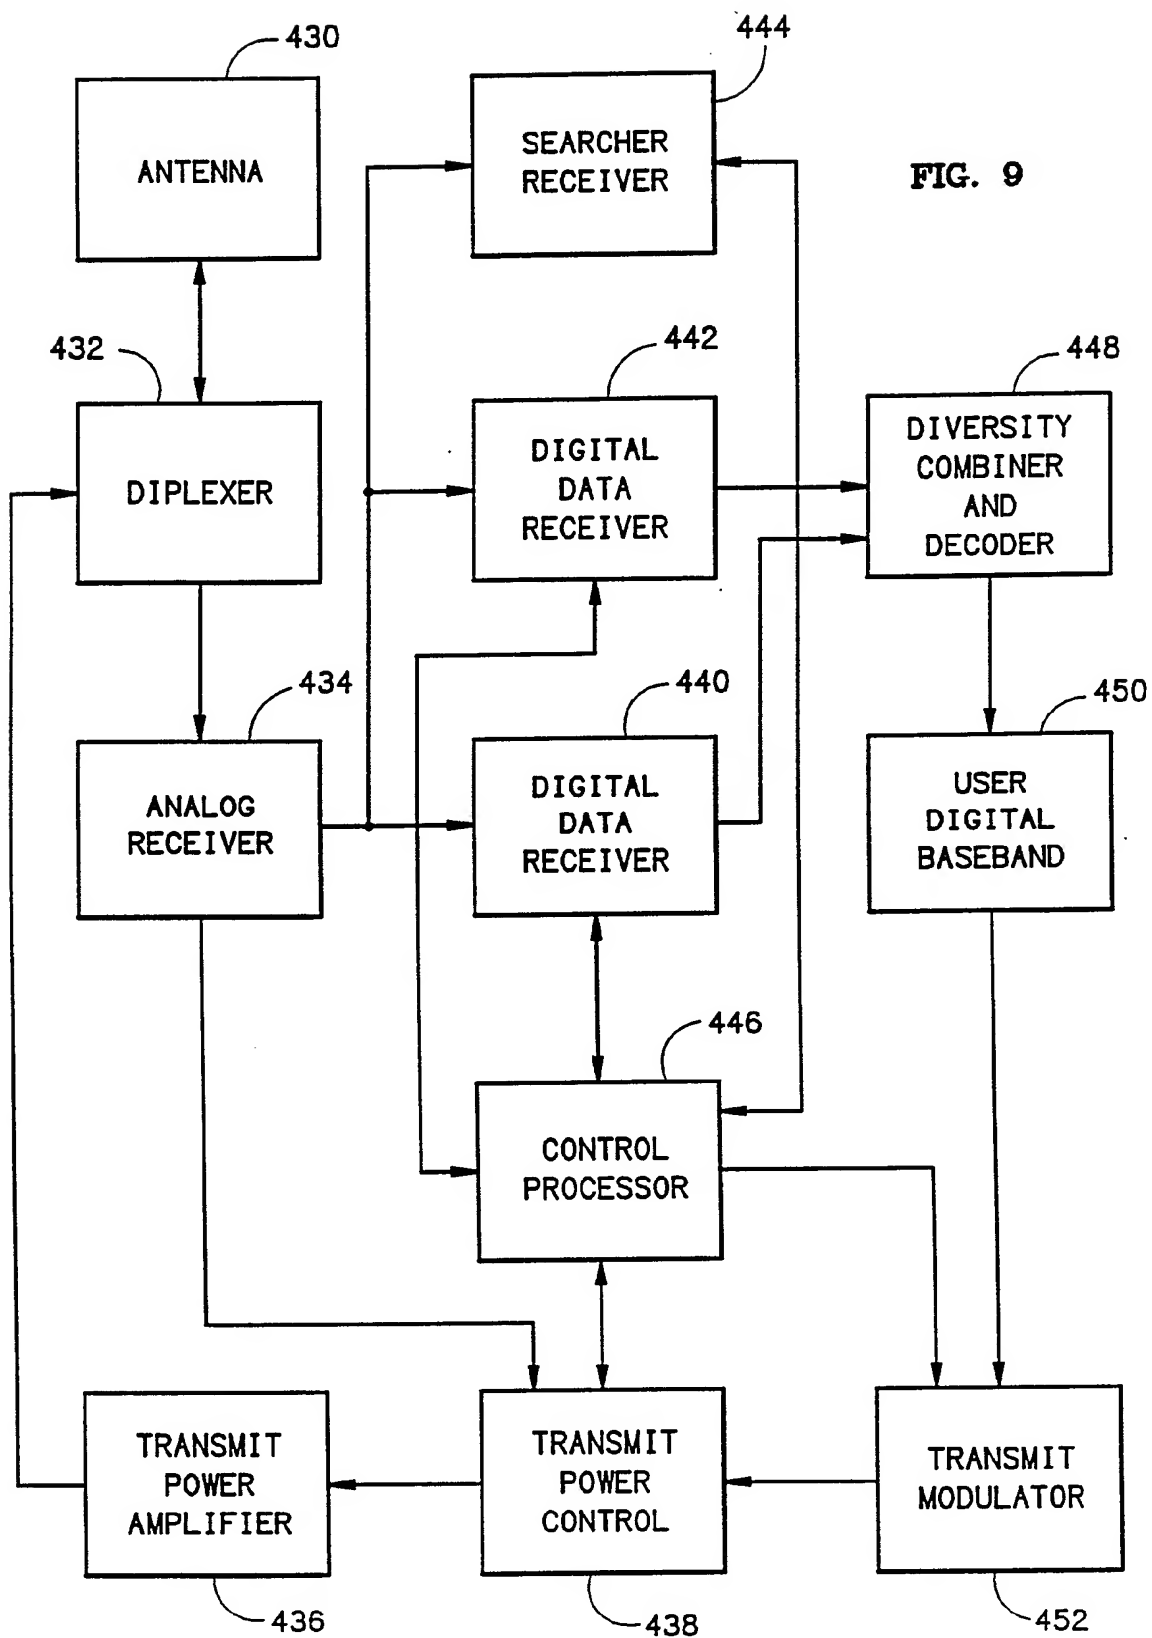 430
444
ANTENNA
SEARCHER
RECEIVER
FIG. 9
432
442
448
DIPLEXER
DIGITAL
DATA
RECEIVER
DIVERSITY
COMBINER
AND
DECODER
434
440
450
ANALOG
RECEIVER
DIGITAL
DATA
RECEIVER
USER
DIGITAL
BASEBAND
446
CONTROL
PROCESSOR
TRANSMIT
POWER
AMPLIFIER
TRANSMIT
POWER
CONTROL
TRANSMIT
MODULATOR
436
438
452